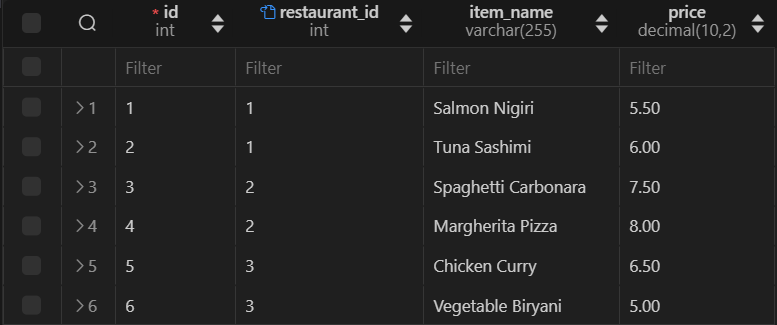 * id restaurant_id item_name price
int int varchar(255) decimal(10,2)
Filter Filter Filter Filter
1 1 1 Salmon Nigiri 5.50
2 2 1 Tuna Sashimi 6.00
3 3 2 Spaghetti Carbonara 7.50
4 4 2 Margherita Pizza 8.00
5 5 3 Chicken Curry 6.50
6 6 3 Vegetable Biryani 5.00